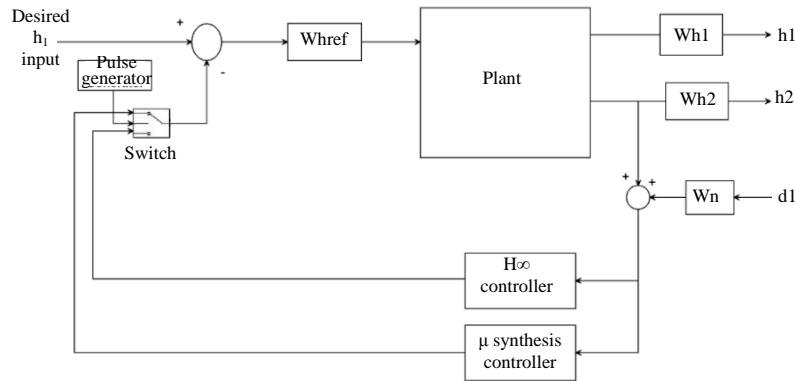 Desired
h₁
input
+
-
Pulse
generator
Switch
Whref
Plant
Wh1
h1
Wh2
h2
+
+
Wn
d1
H∞
controller
μ synthesis
controller